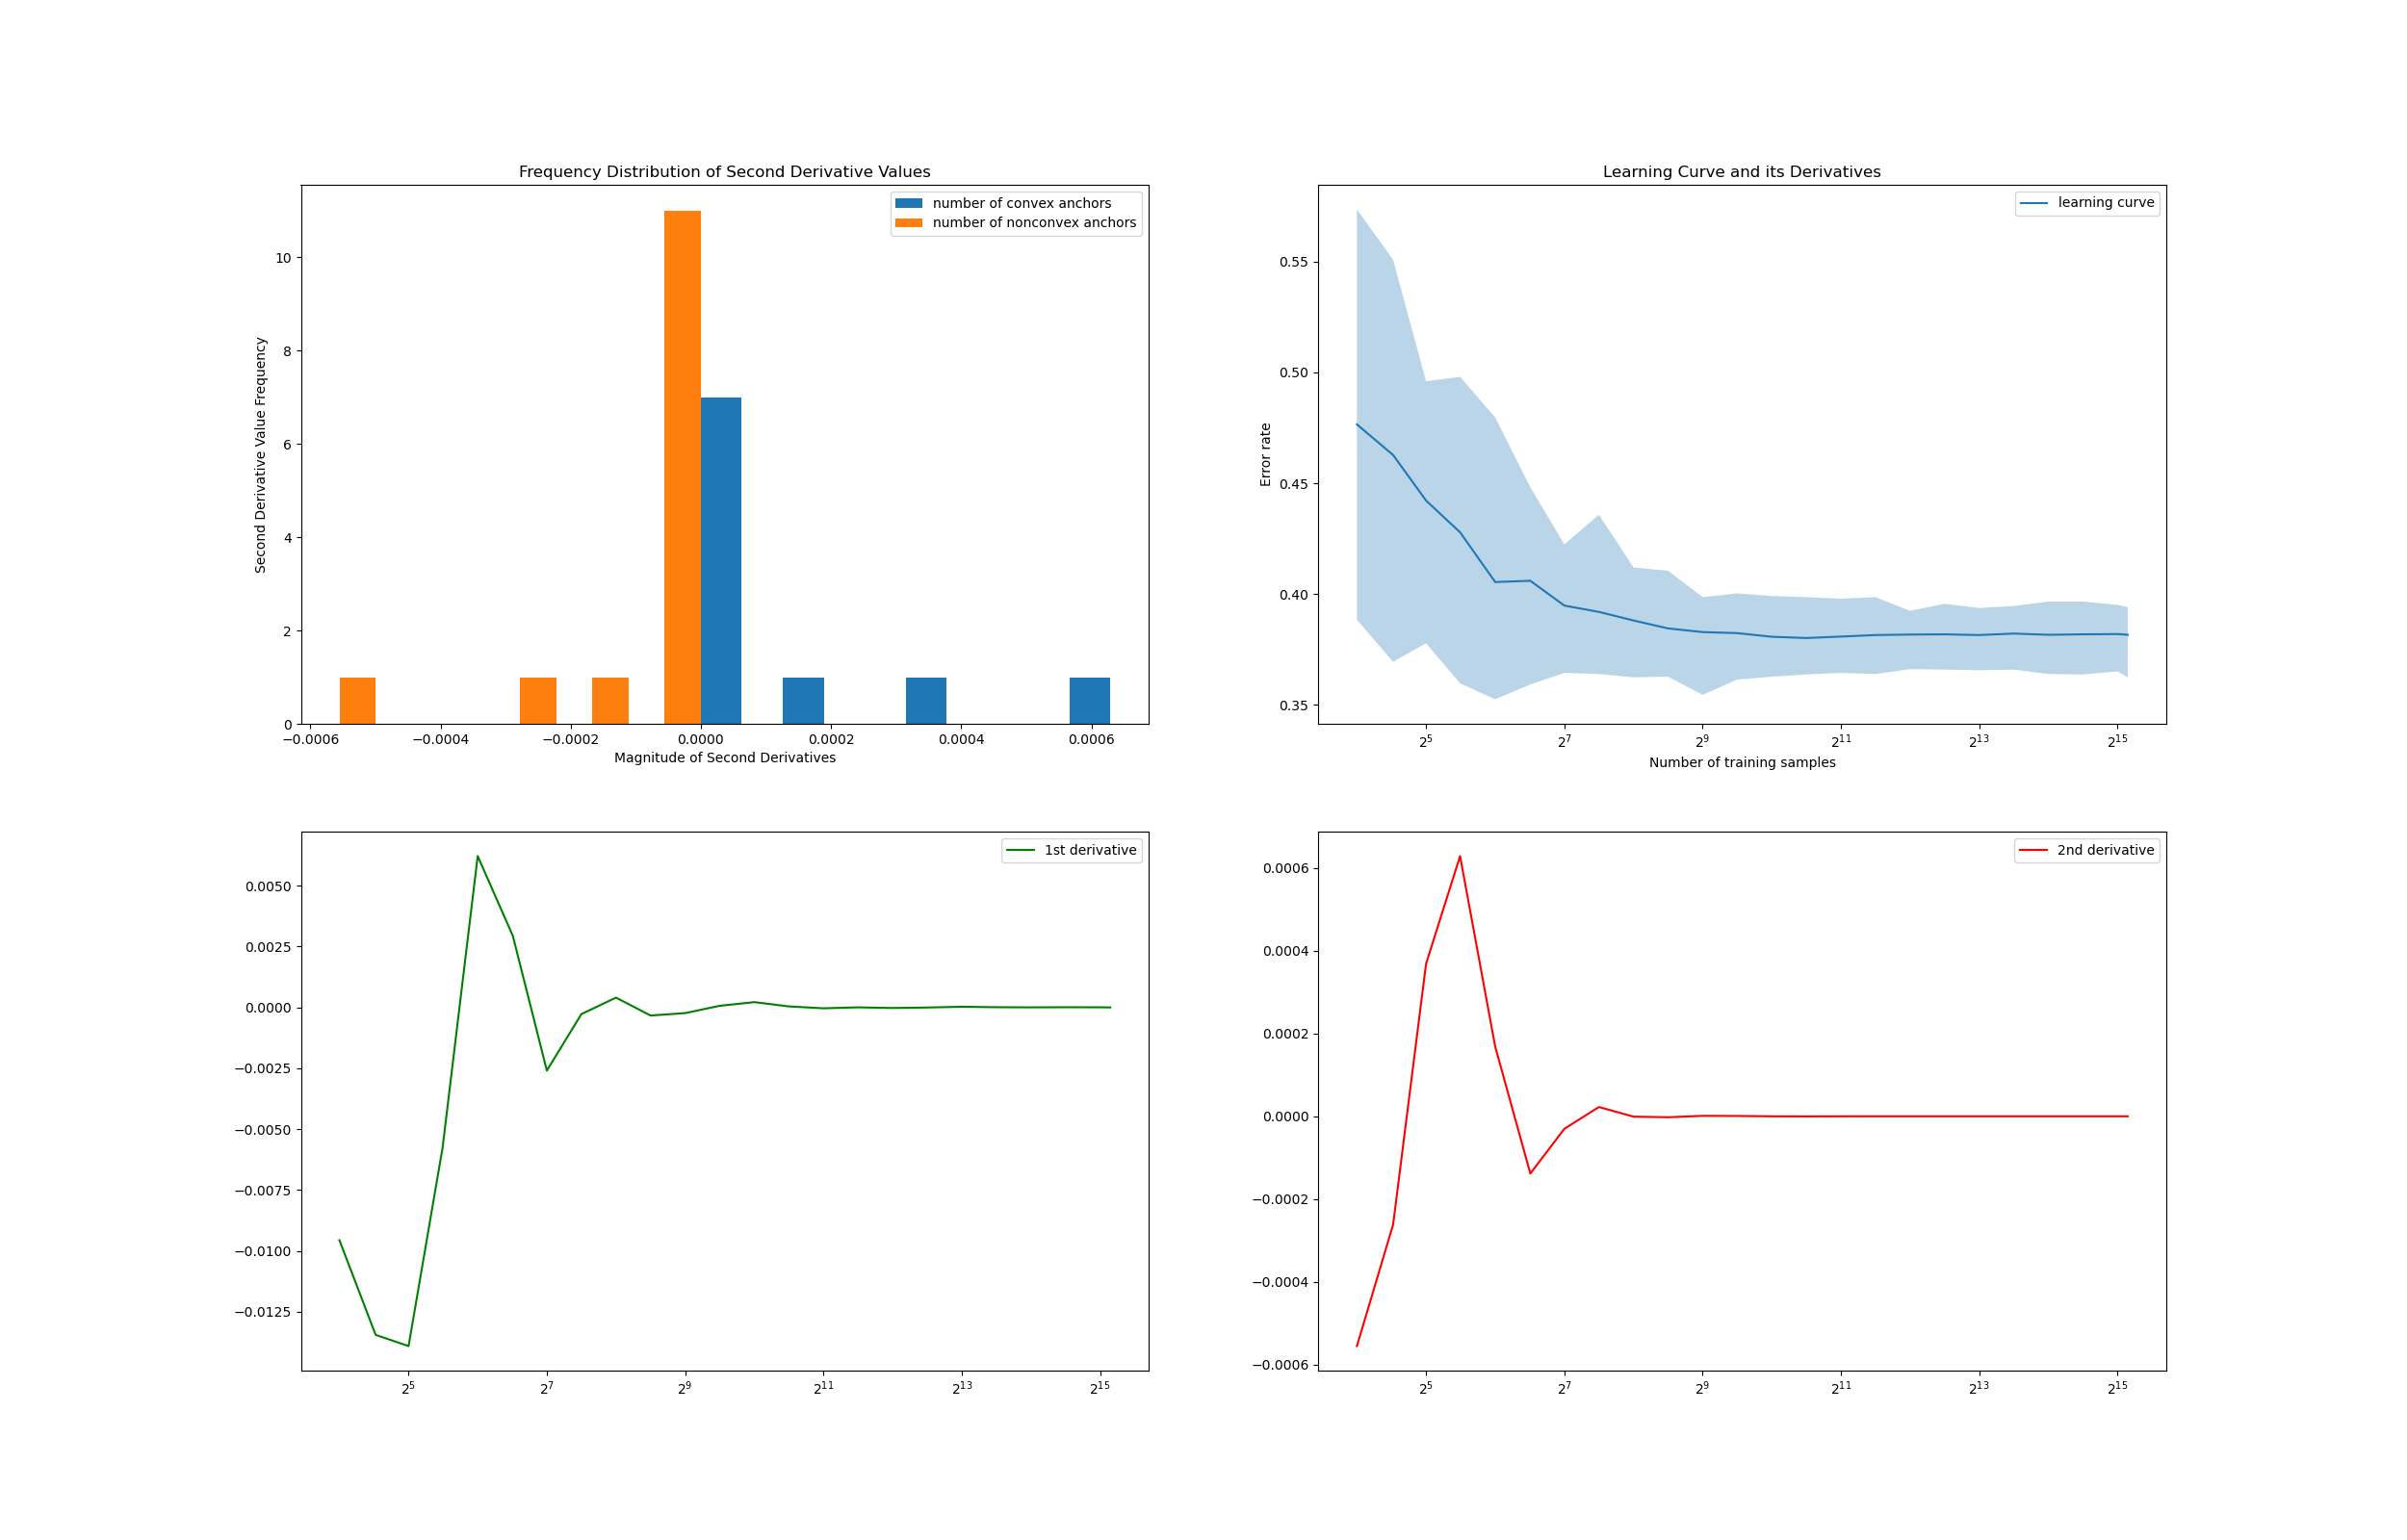 Frequency Distribution of Second Derivative Values
number of convex anchors
number of nonconvex anchors
Second Derivative Value Frequency
10
8
6
4
2
0
−0.0006 −0.0004 −0.0002 0.0000 0.0002 0.0004 0.0006
Magnitude of Second Derivatives
Learning Curve and its Derivatives
learning curve
Error rate
0.55
0.50
0.45
0.40
0.35
2^5 2^7 2^9 2^11 2^13 2^15
Number of training samples
1st derivative
0.0050
0.0025
0.0000
−0.0025
−0.0050
−0.0075
−0.0100
−0.0125
2^5 2^7 2^9 2^11 2^13 2^15
2nd derivative
0.0006
0.0004
0.0002
0.0000
−0.0002
−0.0004
−0.0006
2^5 2^7 2^9 2^11 2^13 2^15